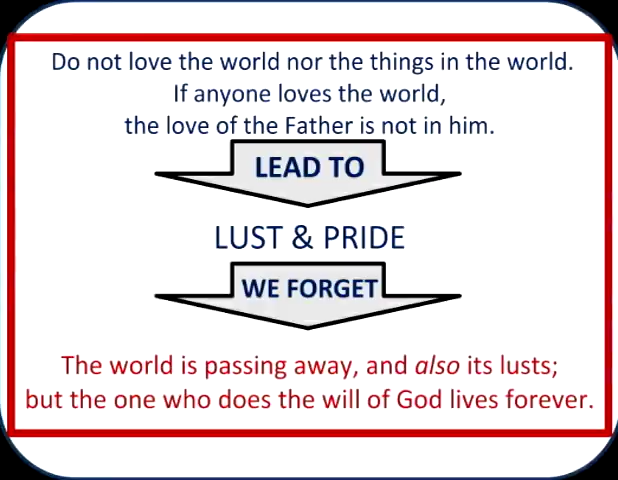 Do not love the world nor the things in the world.
If anyone loves the world,
the love of the Father is not in him.
LEAD TO
LUST & PRIDE
WE FORGET
The world is passing away, and also its lusts;
but the one who does the will of God lives forever.